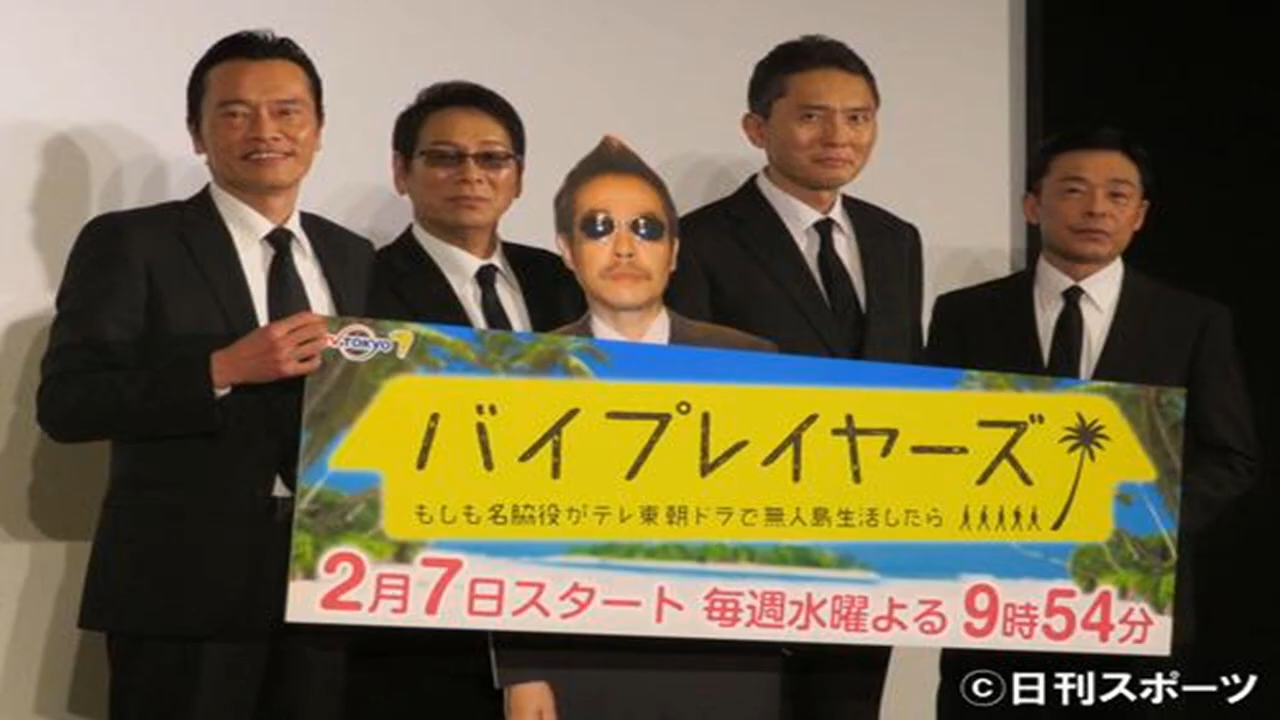 TV TOKYO 7
バイプレイヤーズ
もしも名脇役がテレ東朝ドラで無人島生活したら
2月7日スタート 毎週水曜よる 9時54分
©日刊スポーツ